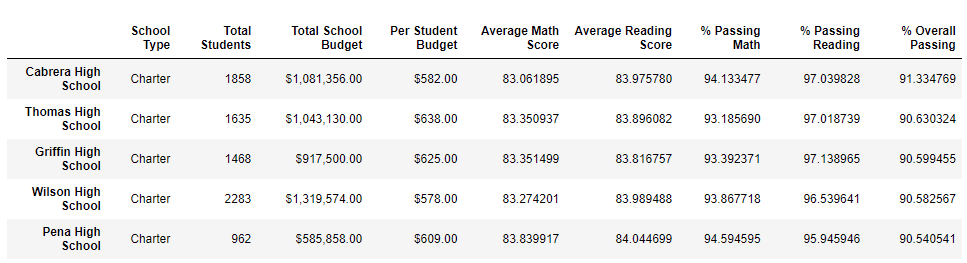 School Type Total Students Total School Budget Per Student Budget Average Math Score Average Reading Score % Passing Math % Passing Reading % Overall Passing
Cabrera High School Charter 1858 $1,081,356.00 $582.00 83.061895 83.975780 94.133477 97.039828 91.334769
Thomas High School Charter 1635 $1,043,130.00 $638.00 83.350937 83.896082 93.185690 97.018739 90.630324
Griffin High School Charter 1468 $917,500.00 $625.00 83.351499 83.816757 93.392371 97.138965 90.599455
Wilson High School Charter 2283 $1,319,574.00 $578.00 83.274201 83.989488 93.867718 96.539641 90.582567
Pena High School Charter 962 $585,858.00 $609.00 83.839917 84.044699 94.594595 95.945946 90.540541